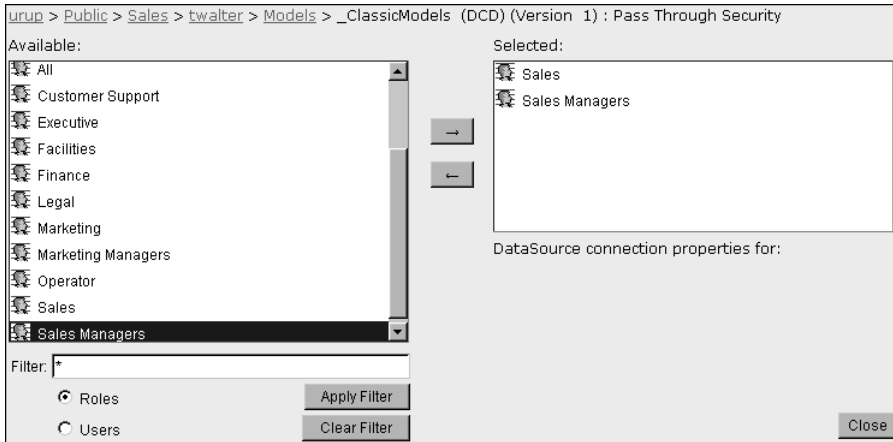 urup > Public > Sales > twalter > Models > _ClassicModels (DCD) (Version 1) : Pass Through Security
Available:
All
Customer Support
Executive
Facilities
Finance
Legal
Marketing
Marketing Managers
Operator
Sales
Sales Managers
Filter: *
Roles
Apply Filter
Users
Clear Filter
→
←
Selected:
Sales
Sales Managers
DataSource connection properties for:
Close